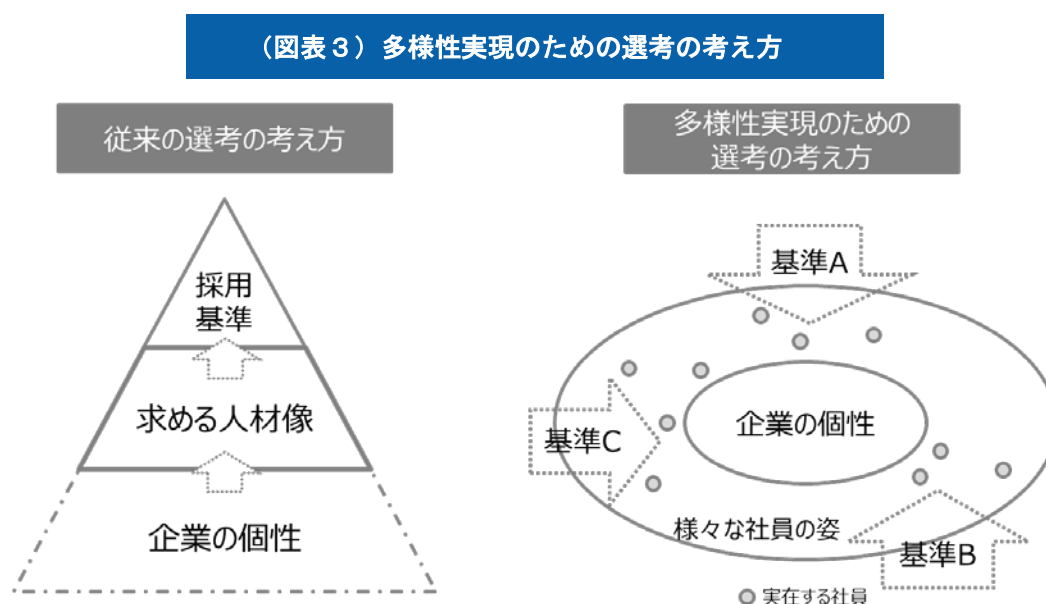 （図表３）多様性実現のための選考の考え方
従来の選考の考え方
採用
基準
求める人材像
企業の個性
多様性実現のための
選考の考え方
基準A
企業の個性
基準C
様々な社員の姿
基準B
実在する社員